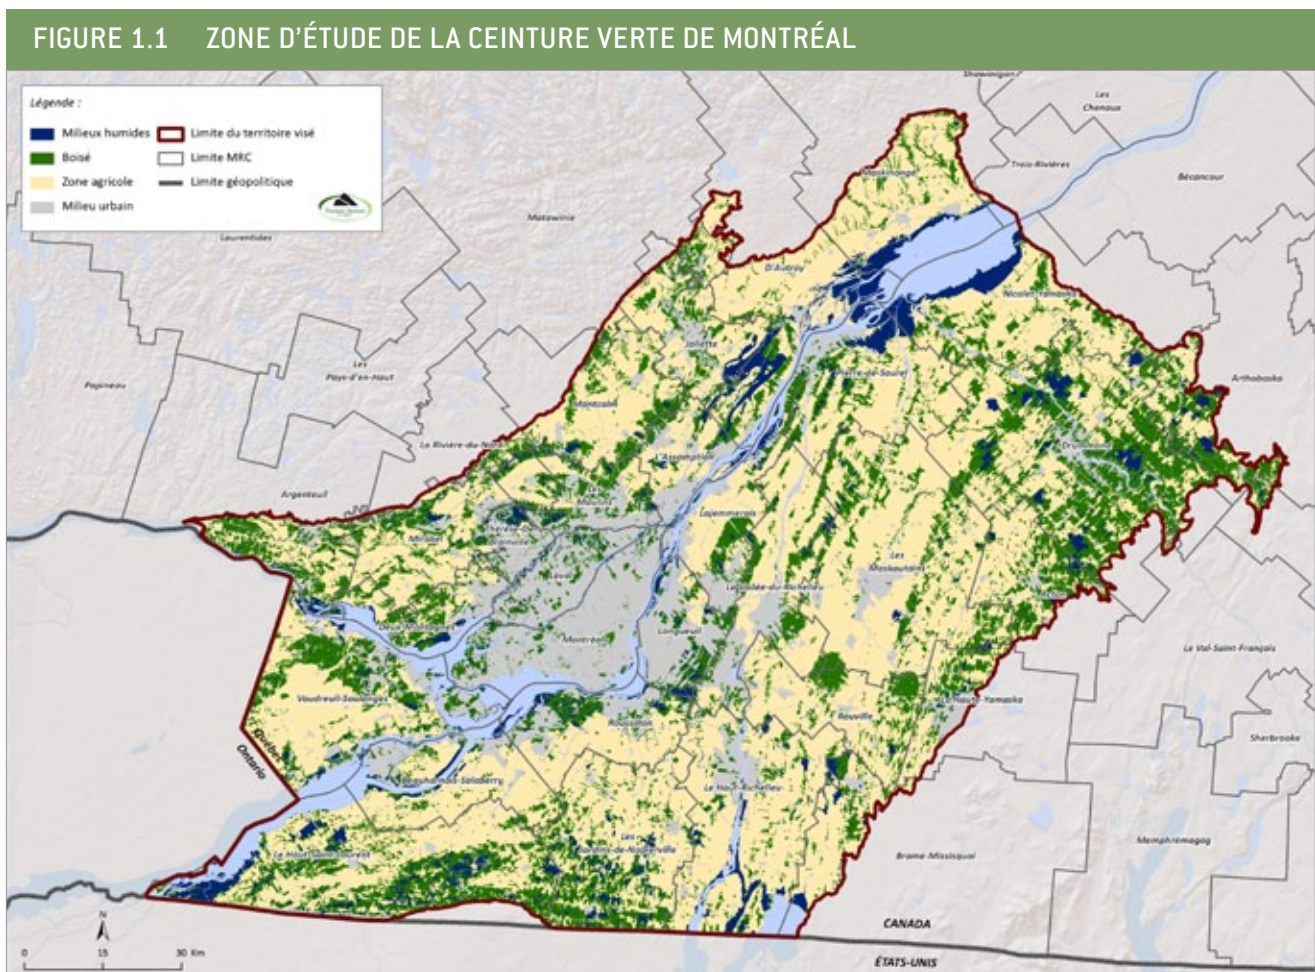 FIGURE 1.1 ZONE D'ÉTUDE DE LA CEINTURE VERTE DE MONTRÉAL
Légende :
Milieux humides
Limite du territoire visé
Boisé
Limite MRC
Zone agricole
Limite géopolitique
Milieu urbain
Shawinigan
Les
Chenaux
Trois-Rivières
Bécancour
Maskinongé
Matawinie
Laurentides
D'Autray
Nicolet-Yamaska
Joliette
Pierre-de-Saurel
Arthabaska
Les
Pays-d'en-Haut
Papineau
Montcalm
La Rivière-du-Nord
L'Assomption
Drummond
Argenteuil
Les
Moulins
Lajemmerais
Mirabel
Thérèse-De
Blainville
Les
Maskoutains
Laval
La Vallée-du-Richelieu
Acton
Deux-Montagnes
Montréal
Longueuil
Le Val-Saint-François
Vaudreuil-Soulanges
La Haute-Yamaska
Rouville
Roussillon
Sherbrooke
Québec
Ontario
Beauharnois-Salaberry
Le Haut-Richelieu
Les
Jardins-de-Napierville
Le Haut-Saint-Laurent
Brome-Missisquoi
Memphrémagog
CANADA
ÉTATS-UNIS
N
0 15 30 Km